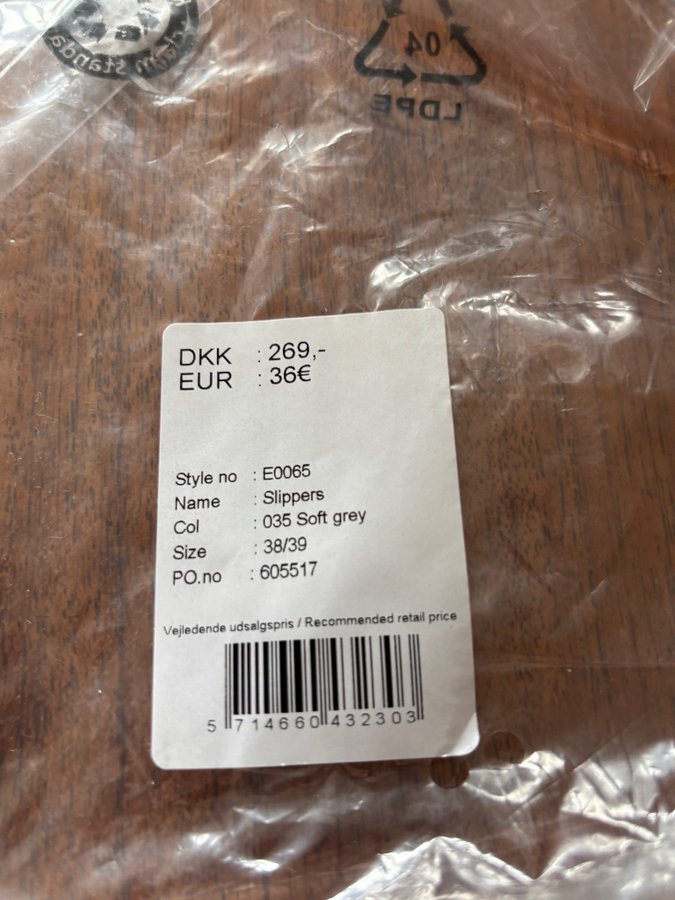 04
LDPE
DKK : 269,-
EUR : 36€
Style no : E0065
Name : Slippers
Col : 035 Soft grey
Size : 38/39
PO.no : 605517
Vejledende udsalgspris / Recommended retail price
5 714660 432303